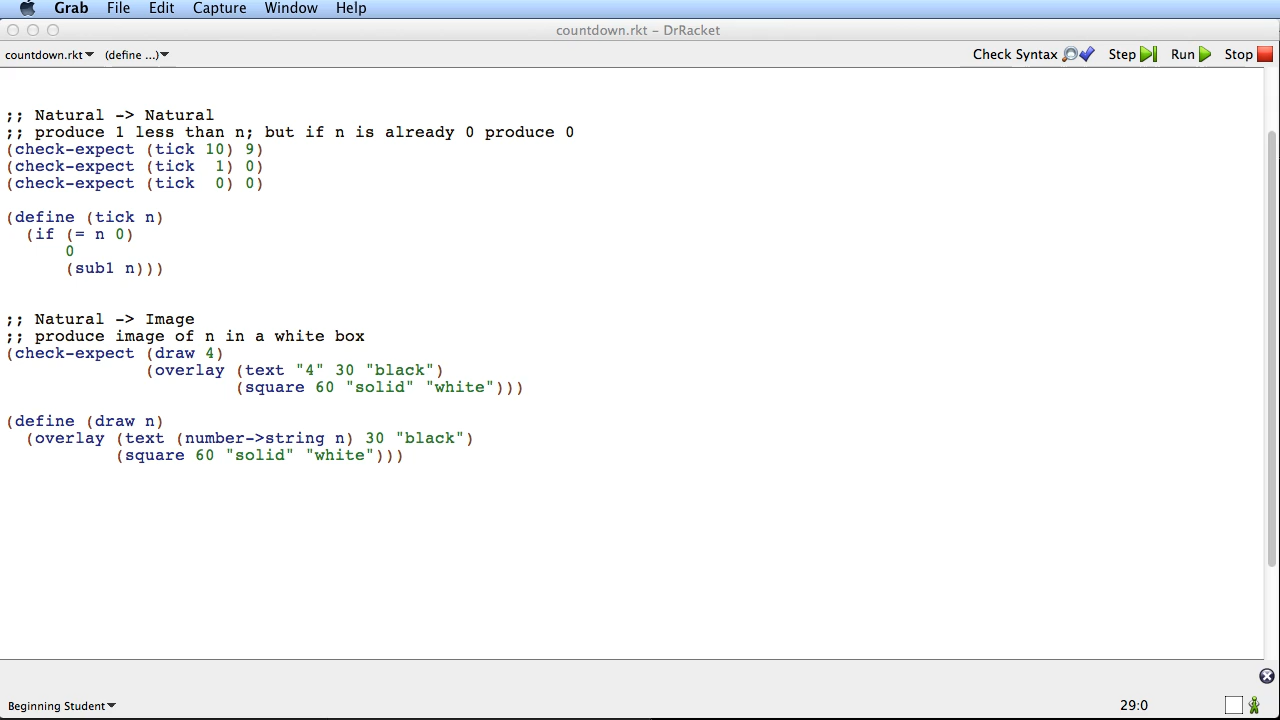 Grab File Edit Capture Window Help
countdown.rkt - DrRacket
countdown.rkt (define ...) Check Syntax Step Run Stop
;; Natural -> Natural
;; produce 1 less than n; but if n is already 0 produce 0
(check-expect (tick 10) 9)
(check-expect (tick  1) 0)
(check-expect (tick  0) 0)
(define (tick n)
  (if (= n 0)
      0
      (sub1 n)))
;; Natural -> Image
;; produce image of n in a white box
(check-expect (draw 4)
              (overlay (text "4" 30 "black")
                       (square 60 "solid" "white")))
(define (draw n)
  (overlay (text (number->string n) 30 "black")
           (square 60 "solid" "white")))
Beginning Student 29:0